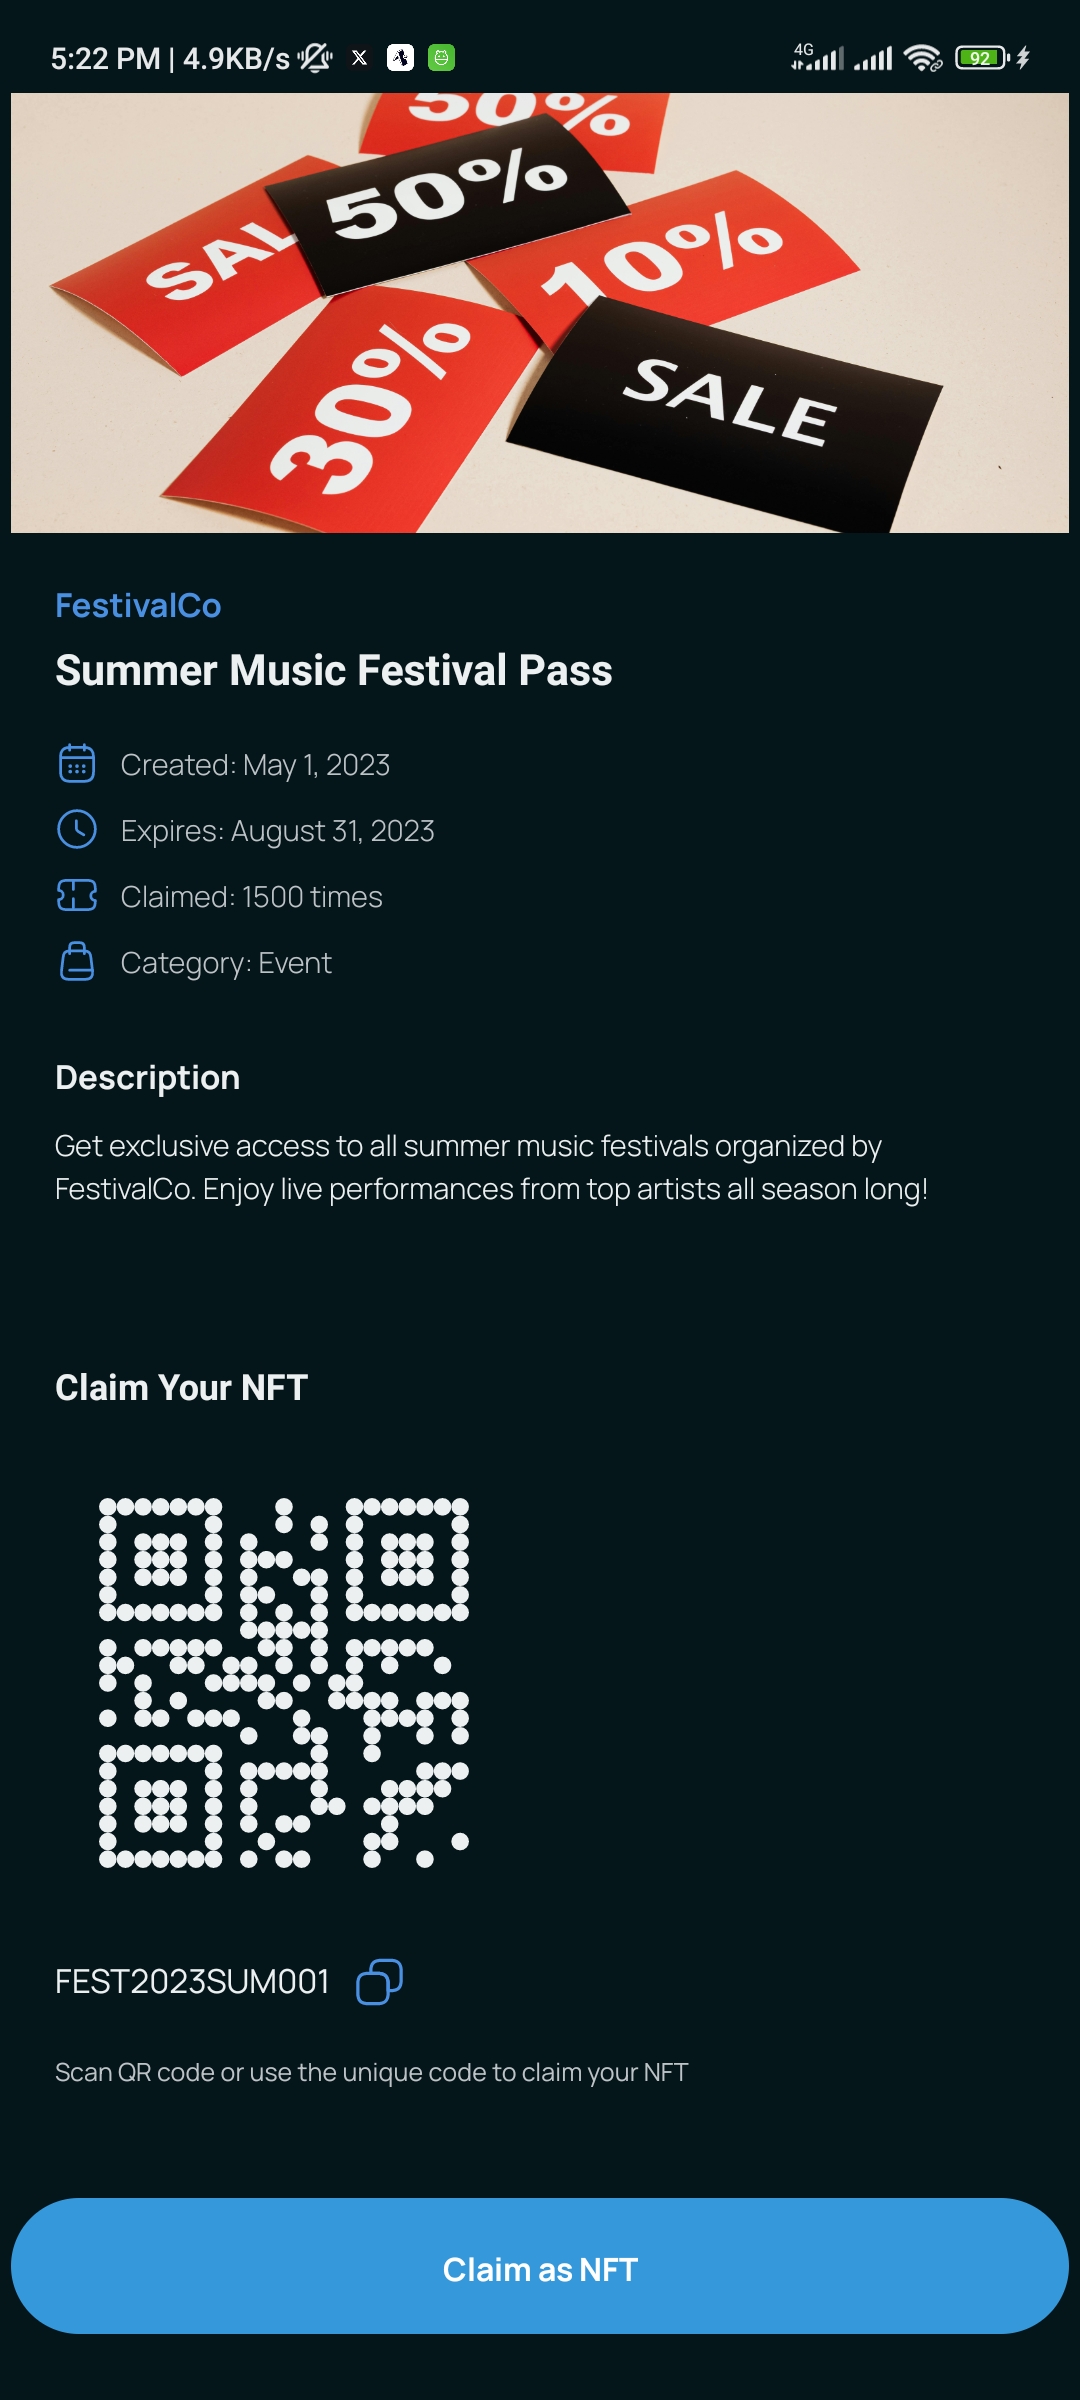 5:22 PM | 4.9KB/s
4G
92
50%
50%
SAL
10%
30%
SALE
FestivalCo
Summer Music Festival Pass
Created: May 1, 2023
Expires: August 31, 2023
Claimed: 1500 times
Category: Event
Description
Get exclusive access to all summer music festivals organized by
FestivalCo. Enjoy live performances from top artists all season long!
Claim Your NFT
FEST2023SUM001
Scan QR code or use the unique code to claim your NFT
Claim as NFT